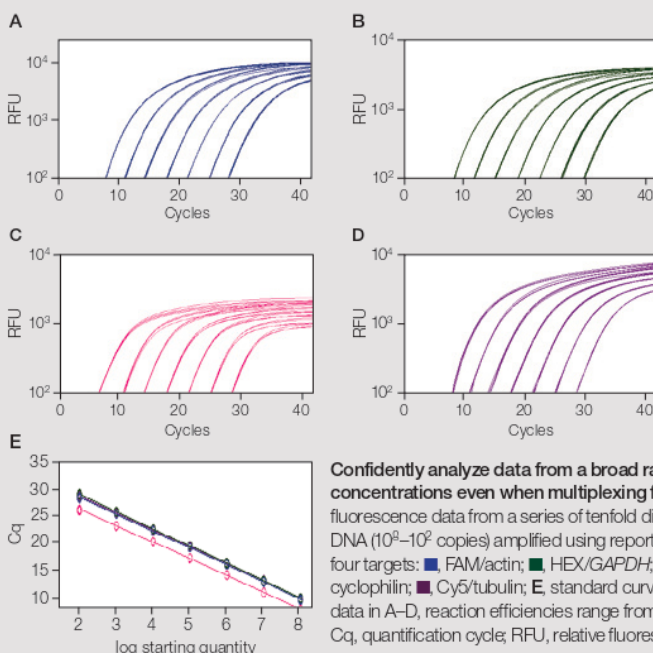 A
10⁴
10³
10²
RFU
0 10 20 30 40
Cycles
B
10⁴
10³
10²
RFU
0 10 20 30 40
Cycles
C
10⁴
10³
10²
RFU
0 10 20 30 40
Cycles
D
10⁴
10³
10²
RFU
0 10 20 30 40
Cycles
E
35
30
25
20
15
10
Cq
2 3 4 5 6 7 8
log starting quantity
Confidently analyze data from a broad
concentrations even when multiplexing
fluorescence data from a series of tenfold
DNA (10⁸–10² copies) amplified using
four targets: ■, FAM/actin; ■, HEX/GAPDH;
cyclophilin; ■, Cy5/tubulin; E, standard
data in A–D, reaction efficiencies range from
Cq, quantification cycle; RFU, relative